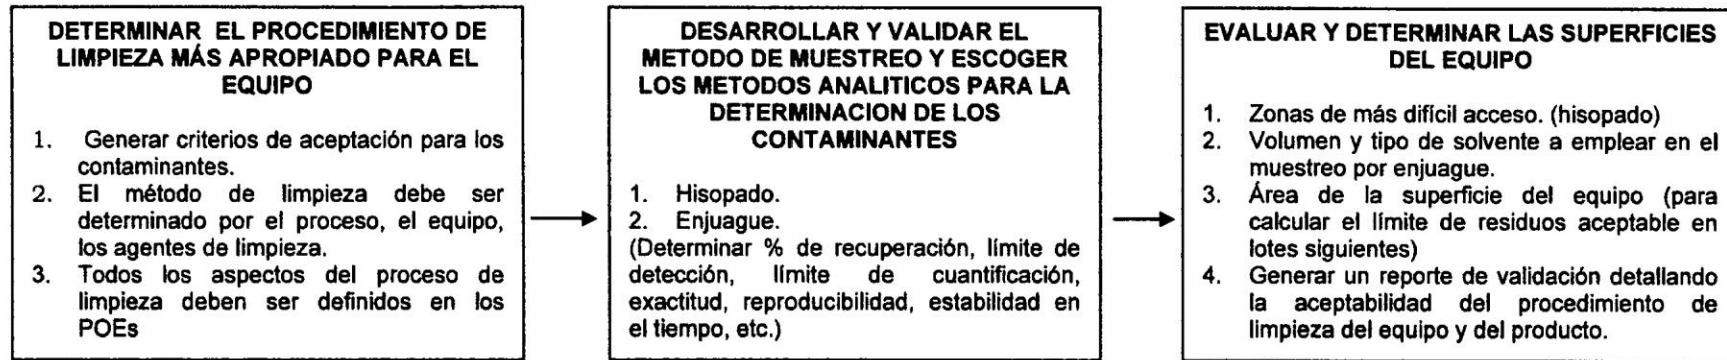 DETERMINAR EL PROCEDIMIENTO DE
LIMPIEZA MÁS APROPIADO PARA EL
EQUIPO
1. Generar criterios de aceptación para los
contaminantes.
2. El método de limpieza debe ser
determinado por el proceso, el equipo,
los agentes de limpieza.
3. Todos los aspectos del proceso de
limpieza deben ser definidos en los
POEs
DESARROLLAR Y VALIDAR EL
METODO DE MUESTREO Y ESCOGER
LOS METODOS ANALITICOS PARA LA
DETERMINACION DE LOS
CONTAMINANTES
1. Hisopado.
2. Enjuague.
(Determinar % de recuperación, límite de
detección, límite de cuantificación,
exactitud, reproducibilidad, estabilidad en
el tiempo, etc.)
EVALUAR Y DETERMINAR LAS SUPERFICIES
DEL EQUIPO
1. Zonas de más difícil acceso. (hisopado)
2. Volumen y tipo de solvente a emplear en el
muestreo por enjuague.
3. Área de la superficie del equipo (para
calcular el límite de residuos aceptable en
lotes siguientes)
4. Generar un reporte de validación detallando
la aceptabilidad del procedimiento de
limpieza del equipo y del producto.